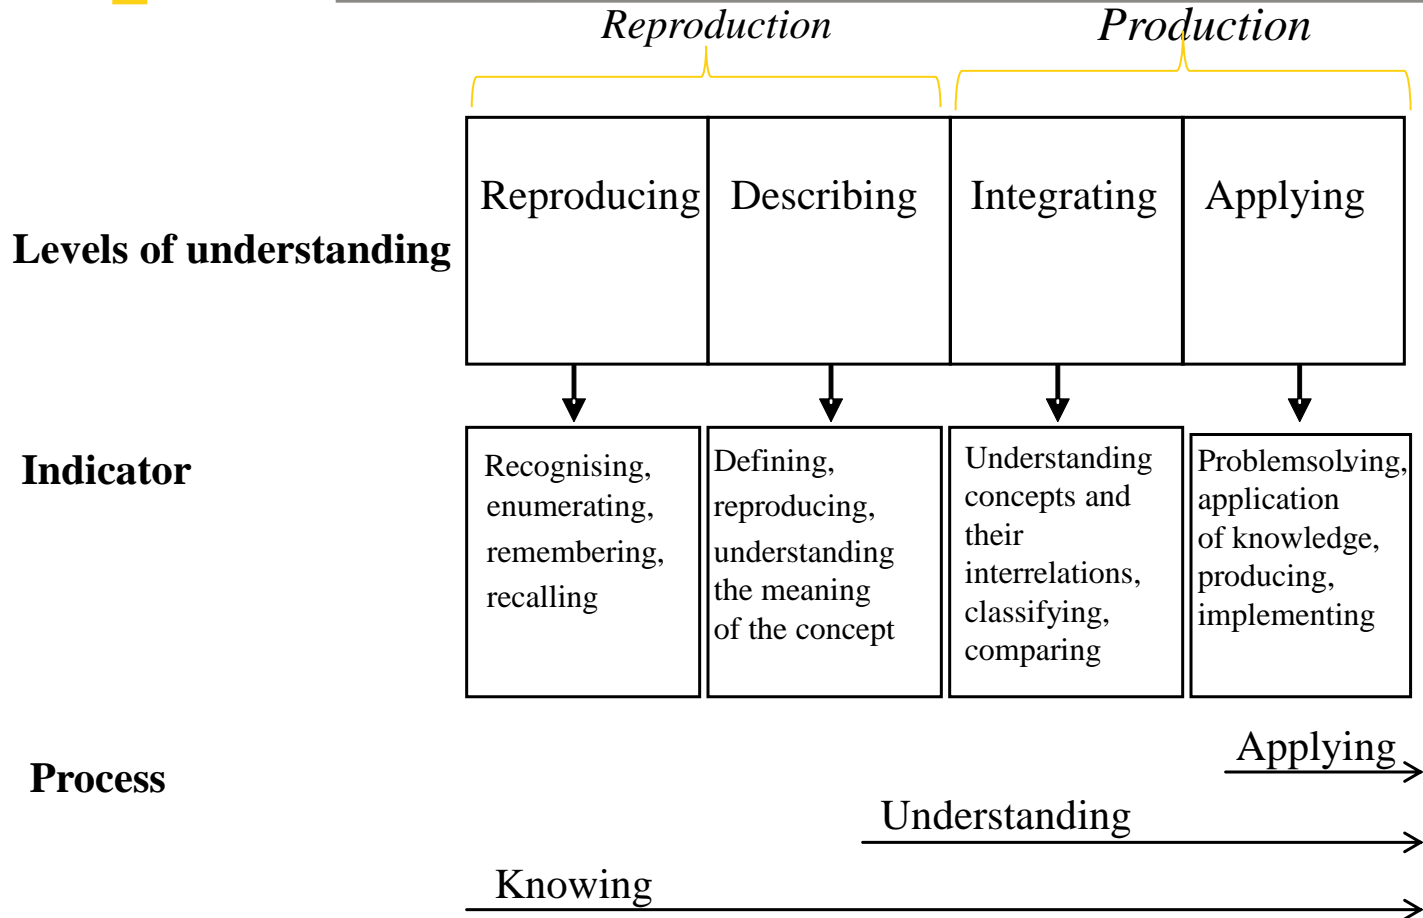 Reproduction
Production
Reproducing
Describing
Integrating
Applying
Levels of understanding
Indicator
Recognising,
enumerating,
remembering,
recalling
Defining,
reproducing,
understanding
the meaning
of the concept
Understanding
concepts and
their
interrelations,
classifying,
comparing
Problemsolving,
application
of knowledge,
producing,
implementing
Process
Applying
Understanding
Knowing